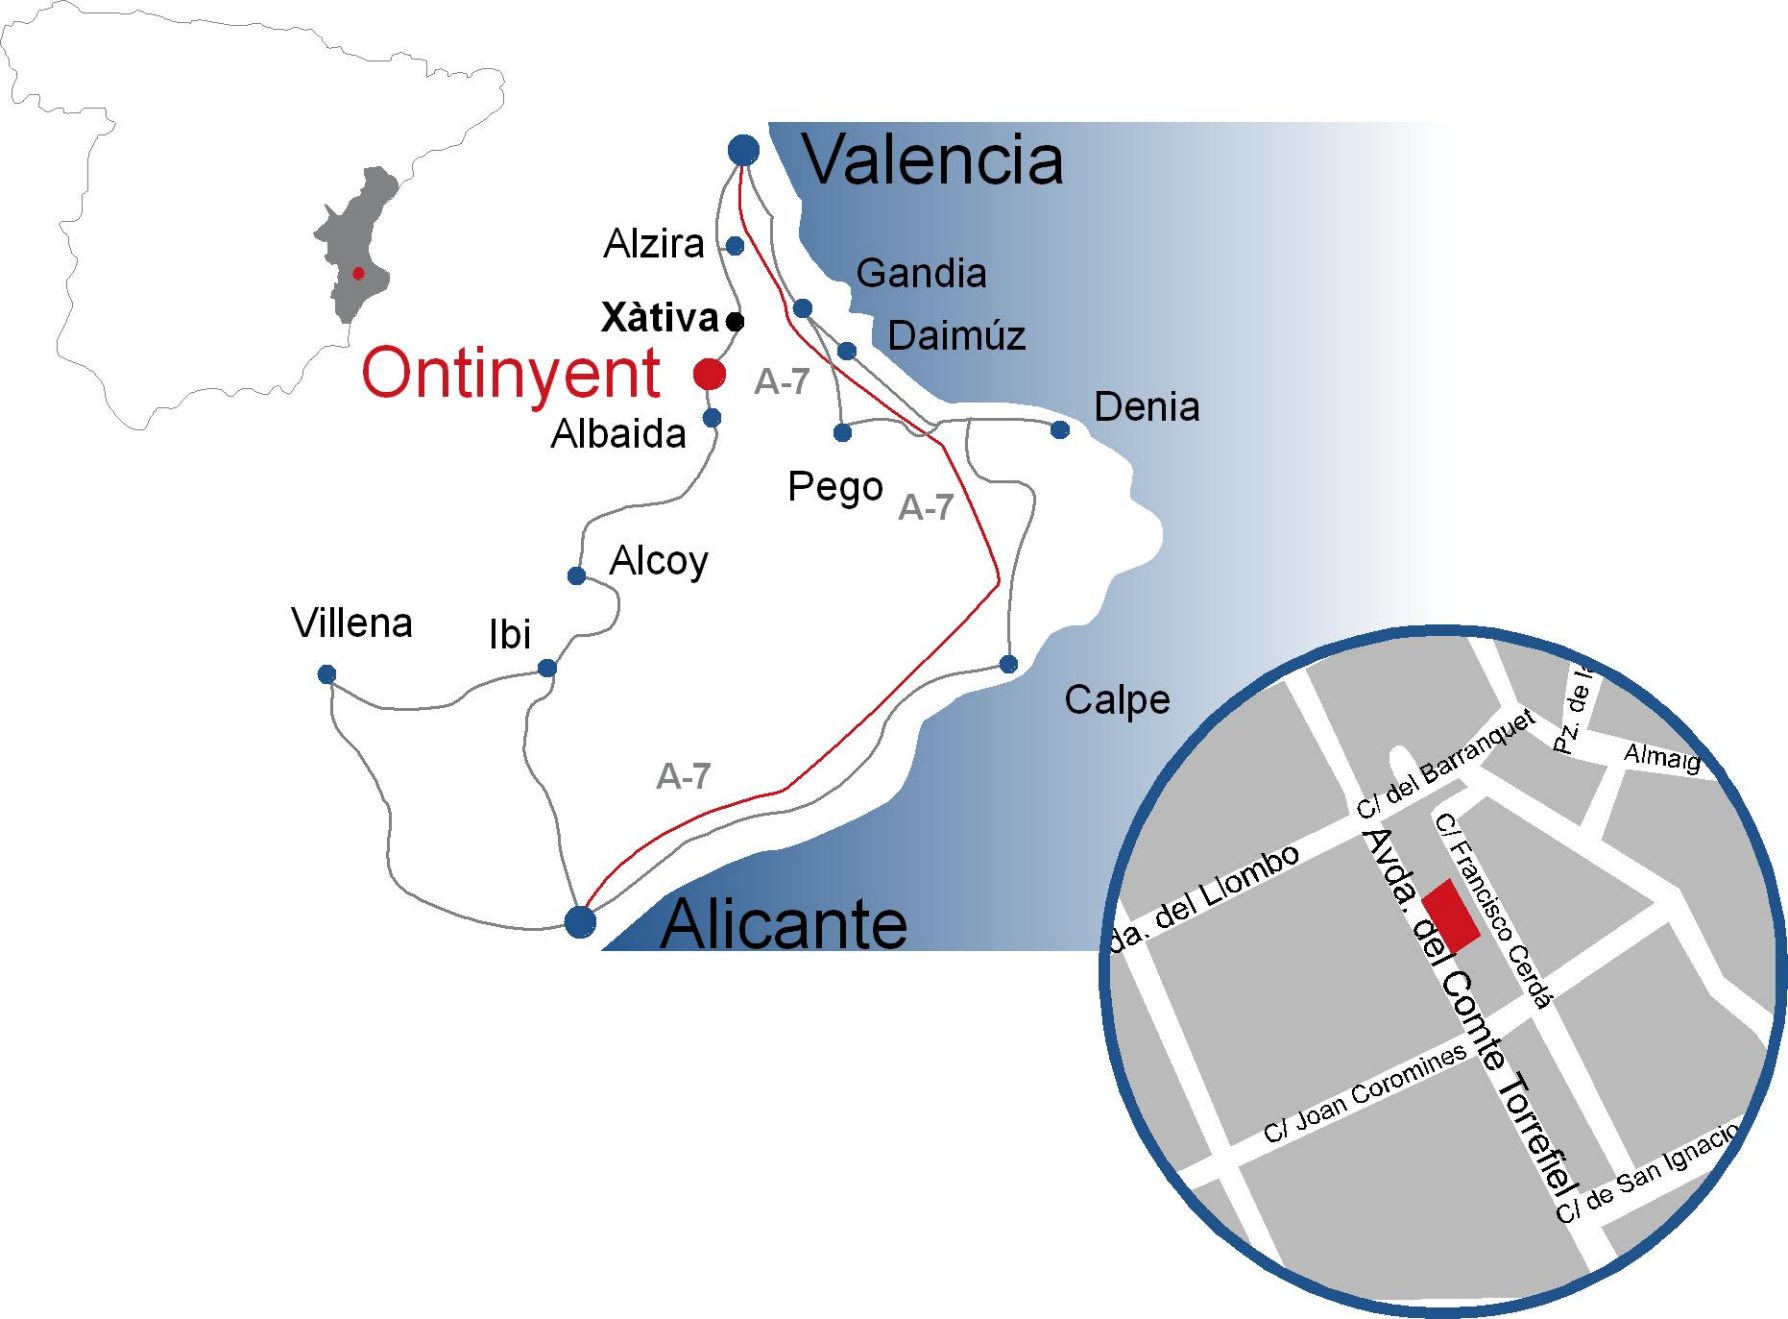 Valencia
Alzira
Gandia
Xàtiva
Daimúz
Ontinyent
A-7
Albaida
Denia
Pego
A-7
Alcoy
Villena
Ibi
Calpe
A-7
Alicante
Pz. de la
Almaig
C/ del Barranquet
da. del Llombo
C/ Francisco Cerdá
Avda. del Comte Torrefiel
C/ Joan Coromines
C/ de San Ignacio